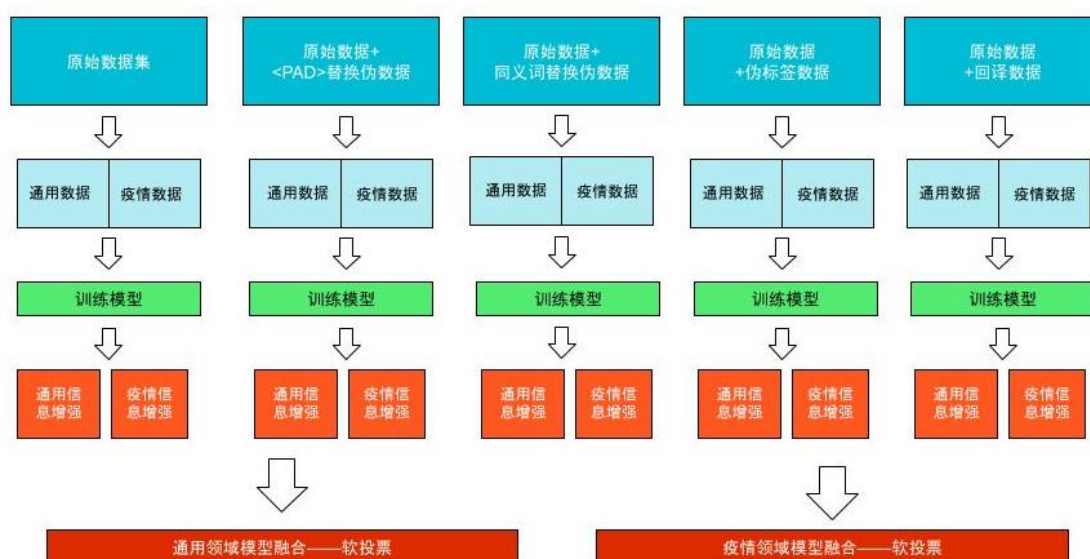 原始数据集
原始数据+
<PAD>替换伪数据
原始数据+
同义词替换伪数据
原始数据
+伪标签数据
原始数据
+回译数据
通用数据
疫情数据
通用数据
疫情数据
通用数据
疫情数据
通用数据
疫情数据
通用数据
疫情数据
训练模型
训练模型
训练模型
训练模型
训练模型
通用信
息增强
疫情信
息增强
通用信
息增强
疫情信
息增强
通用信
息增强
疫情信
息增强
通用信
息增强
疫情信
息增强
通用信
息增强
疫情信
息增强
通用领域模型融合——软投票
疫情领域模型融合——软投票